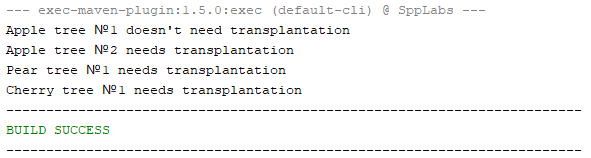 --- exec-maven-plugin:1.5.0:exec (default-cli) @ SppLabs ---
Apple tree №1 doesn't need transplantation
Apple tree №2 needs transplantation
Pear tree №1 needs transplantation
Cherry tree №1 needs transplantation
------------------------------------------------------------------------
BUILD SUCCESS
------------------------------------------------------------------------